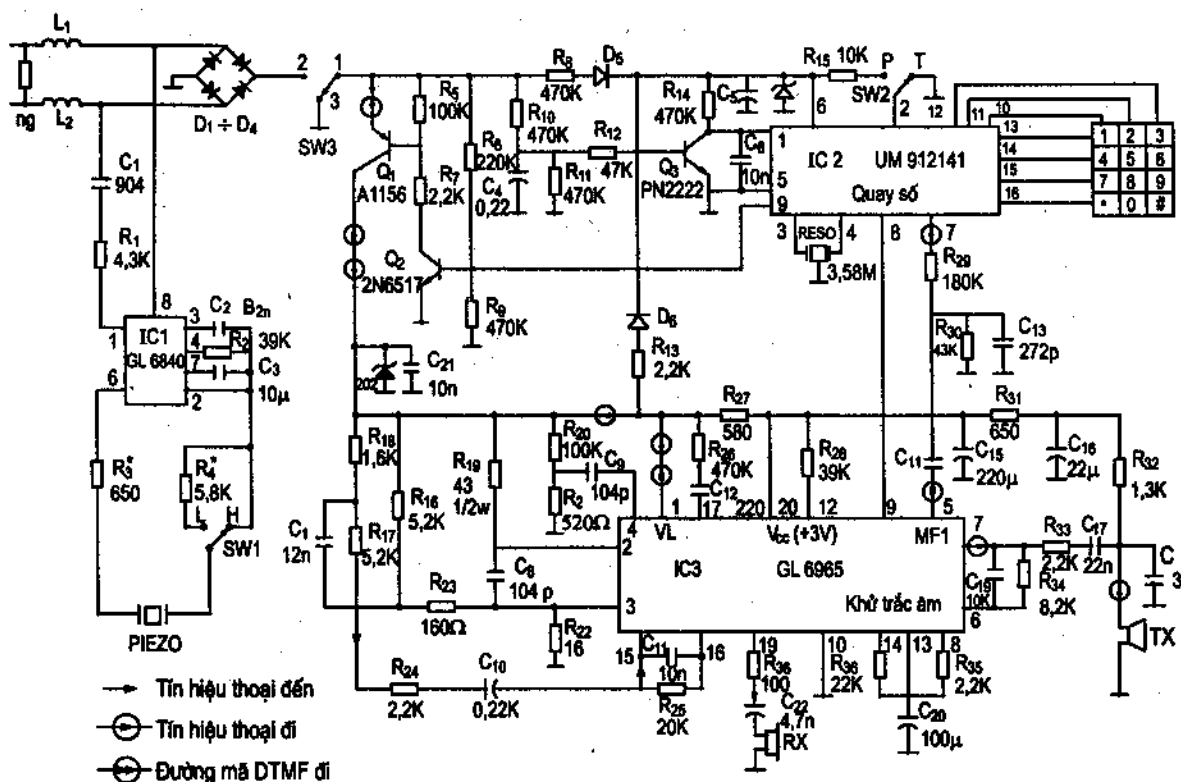 L1
L2
ng
D1 ÷ D4
2
1
3
SW3
R5
100K
R8
470K
D5
R10
470K
R6
220K
C4
0,22
R11
470K
R12
47K
R14
470K
C5
R15 10K
P
T
SW2
6
2
12
Q1
A1156
R7
2,2K
Q2
2N6517
R9
470K
Q3
PN2222
C6
10n
1
5
9
IC 2 UM 912141
Quay số
3
4
8
7
RESO
3,58M
11
10
13
14
15
16
1 2 3
4 5 6
7 8 9
* 0 #
R29
180K
R30
43K
C13
272p
C1
904
R1
4,3K
8
1
6
3
4
7
2
IC1
GL 6840
C2
B2n
R2
39K
C3
10µ
R3*
650
R4*
5,8K
L
H
SW1
PIEZO
202
C21
10n
D6
R13
2,2K
R18
1,6K
R16
5,2K
R17
5,2K
C1
12n
R19
43
1/2w
R20
100K
C9
104p
R2
520Ω
C8
104 p
R23
160Ω
R22
16
R24
2,2K
C10
0,22K
R27
580
R26
470K
C12
R28
39K
C11
C15
220µ
R31
650
C16
22µ
R32
1,3K
4
2
3
VL
1
17
220
20
12
9
5
Vcc (+3V)
MF1
IC3
GL 6965
Khử trắc âm
7
6
R33
2,2K
C17
22n
C19
10K
R34
8,2K
C
3
TX
15
C11
10n
16
R25
20K
19
R36
100
C22
4,7n
RX
10
R36
22K
14
13
8
R35
2,2K
C20
100µ
Tín hiệu thoại đến
Tín hiệu thoại đi
Đường mã DTMF đi